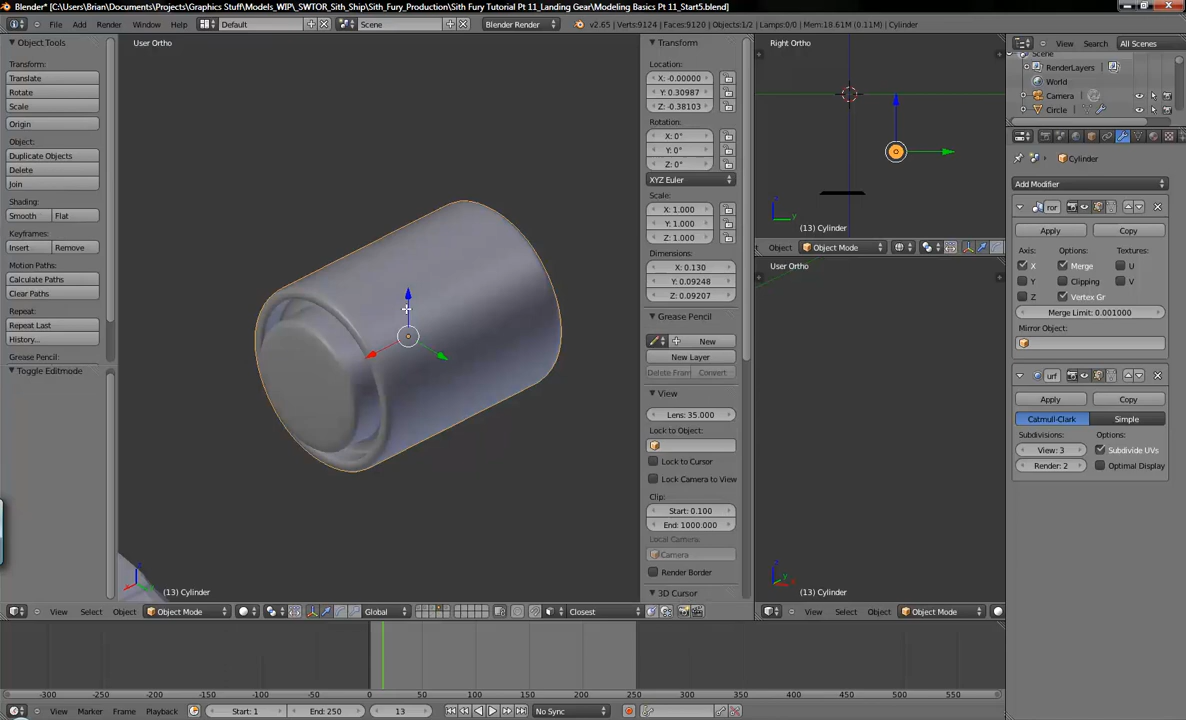 Blender* [C:\Users\Brian\Documents\Projects\Graphics Stuff\Models_WIP\_SWTOR_Sith_Ship\Sith_Fury_Production\Sith Fury Tutorial Pt 11_Landing Gear\Modeling Basics Pt 11_Start5.blend]
File Add Render Window Help Default Scene Blender Render v2.65 | Verts:9124 | Faces:9120 | Objects:1/2 | Lamps:0/0 | Mem:18.61M (0.11M) | Cylinder
Object Tools
Transform:
Translate
Rotate
Scale
Origin
Object:
Duplicate Objects
Delete
Join
Shading:
Smooth Flat
Keyframes:
Insert Remove
Motion Paths:
Calculate Paths
Clear Paths
Repeat:
Repeat Last
History...
Grease Pencil:
Toggle Editmode
User Ortho
(13) Cylinder
View Select Object Object Mode Global Closest
Transform
Location:
X: -0.00000
Y: 0.30987
Z: -0.38103
Rotation:
X: 0°
Y: 0°
Z: 0°
XYZ Euler
Scale:
X: 1.000
Y: 1.000
Z: 1.000
Dimensions:
X: 0.130
Y: 0.09248
Z: 0.09207
Grease Pencil
New
New Layer
Delete Fram Convert
View
Lens: 35.000
Lock to Object:
Lock to Cursor
Lock Camera to View
Clip:
Start: 0.100
End: 1000.000
Local Camera:
Camera
Render Border
3D Cursor
Right Ortho
(13) Cylinder
Object Object Mode
User Ortho
(13) Cylinder
View Select Object Object Mode
View Search All Scenes
Scene
RenderLayers
World
Camera
Circle
Cylinder
Add Modifier
ror
Apply Copy
Axis: Options: Textures:
X Merge U
Y Clipping V
Z Vertex Gr
Merge Limit: 0.001000
Mirror Object:
urf
Apply Copy
Catmull-Clark Simple
Subdivisions: Options:
View: 3 Subdivide UVs
Render: 2 Optimal Display
-300 -250 -200 -150 -100 -50 0 50 100 150 200 250 300 350 400 450 500 550
View Marker Frame Playback Start: 1 End: 250 13 No Sync